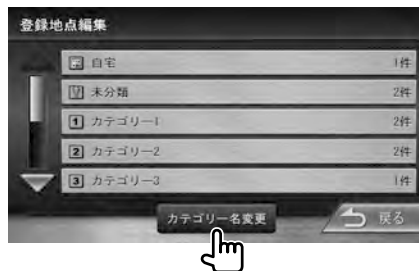 登録地点編集
自宅 1件
未分類 2件
1 カテゴリー1 2件
2 カテゴリー2 2件
3 カテゴリー3 1件
カテゴリー名変更
戻る